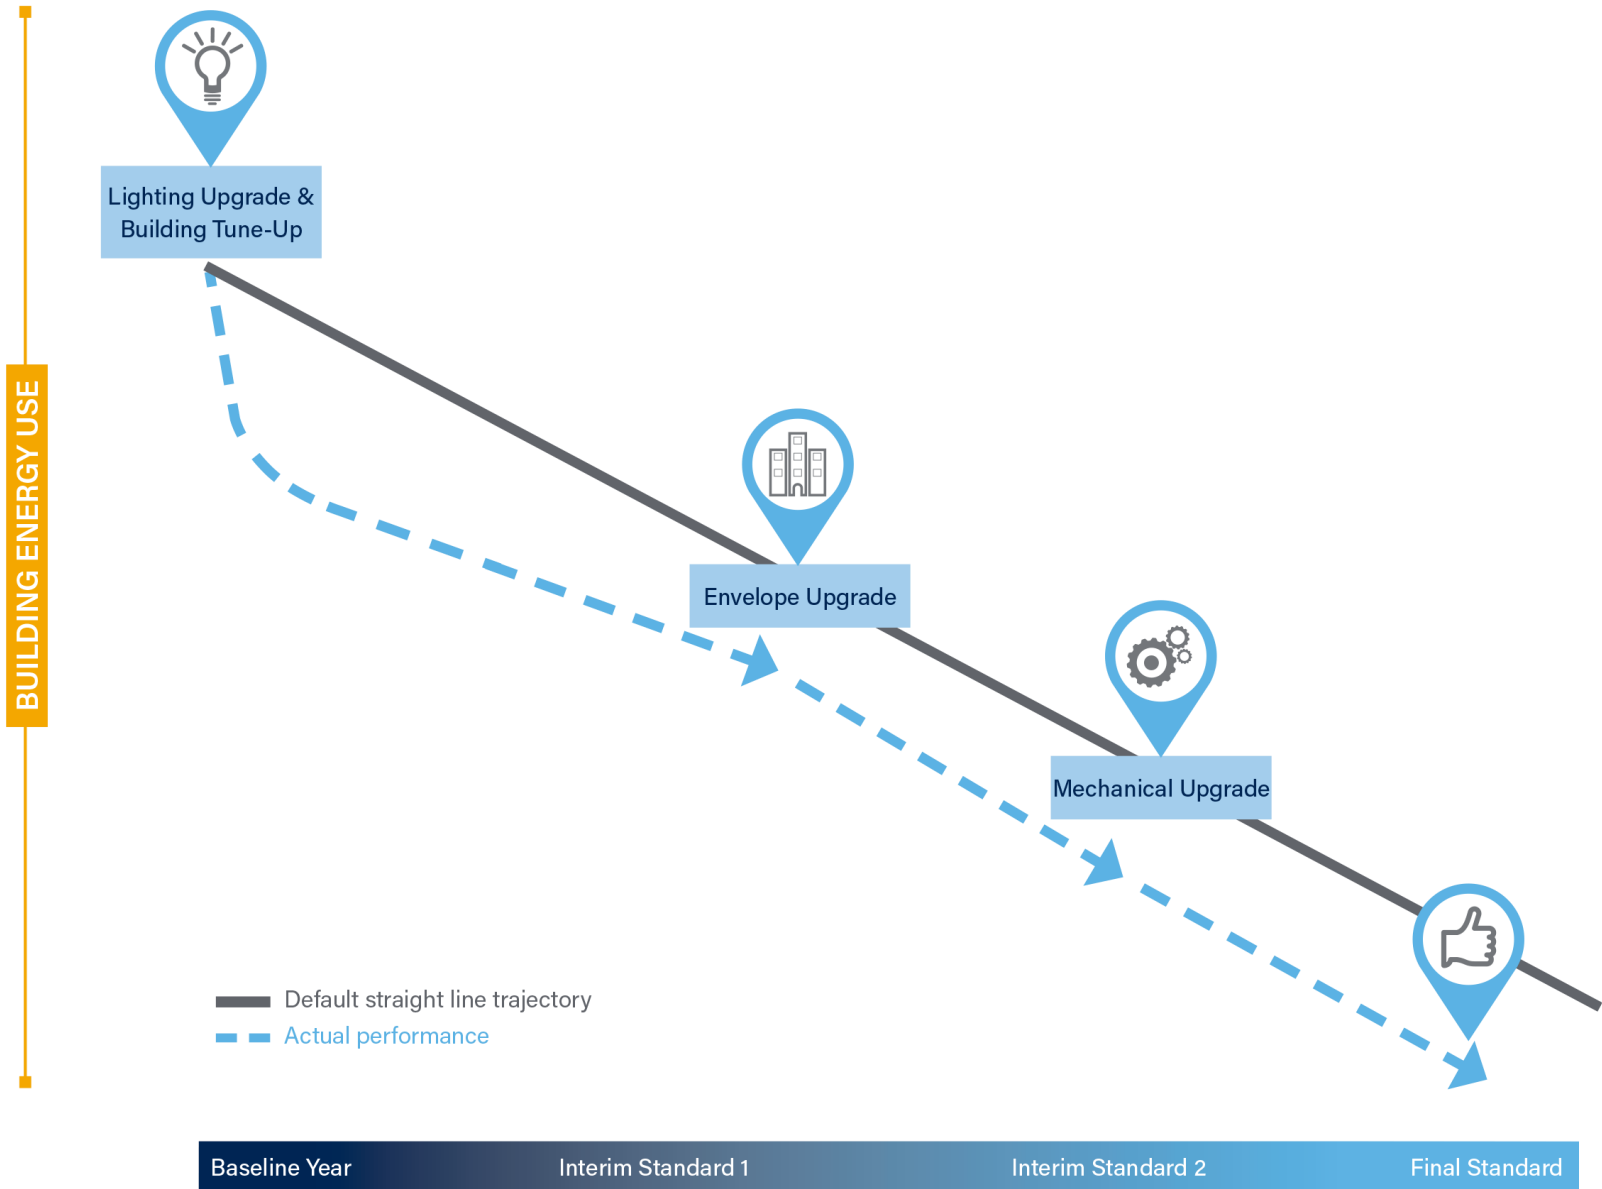 Lighting Upgrade &
Building Tune-Up
BUILDING ENERGY USE
Envelope Upgrade
Mechanical Upgrade
Default straight line trajectory
Actual performance
Baseline Year
Interim Standard 1
Interim Standard 2
Final Standard